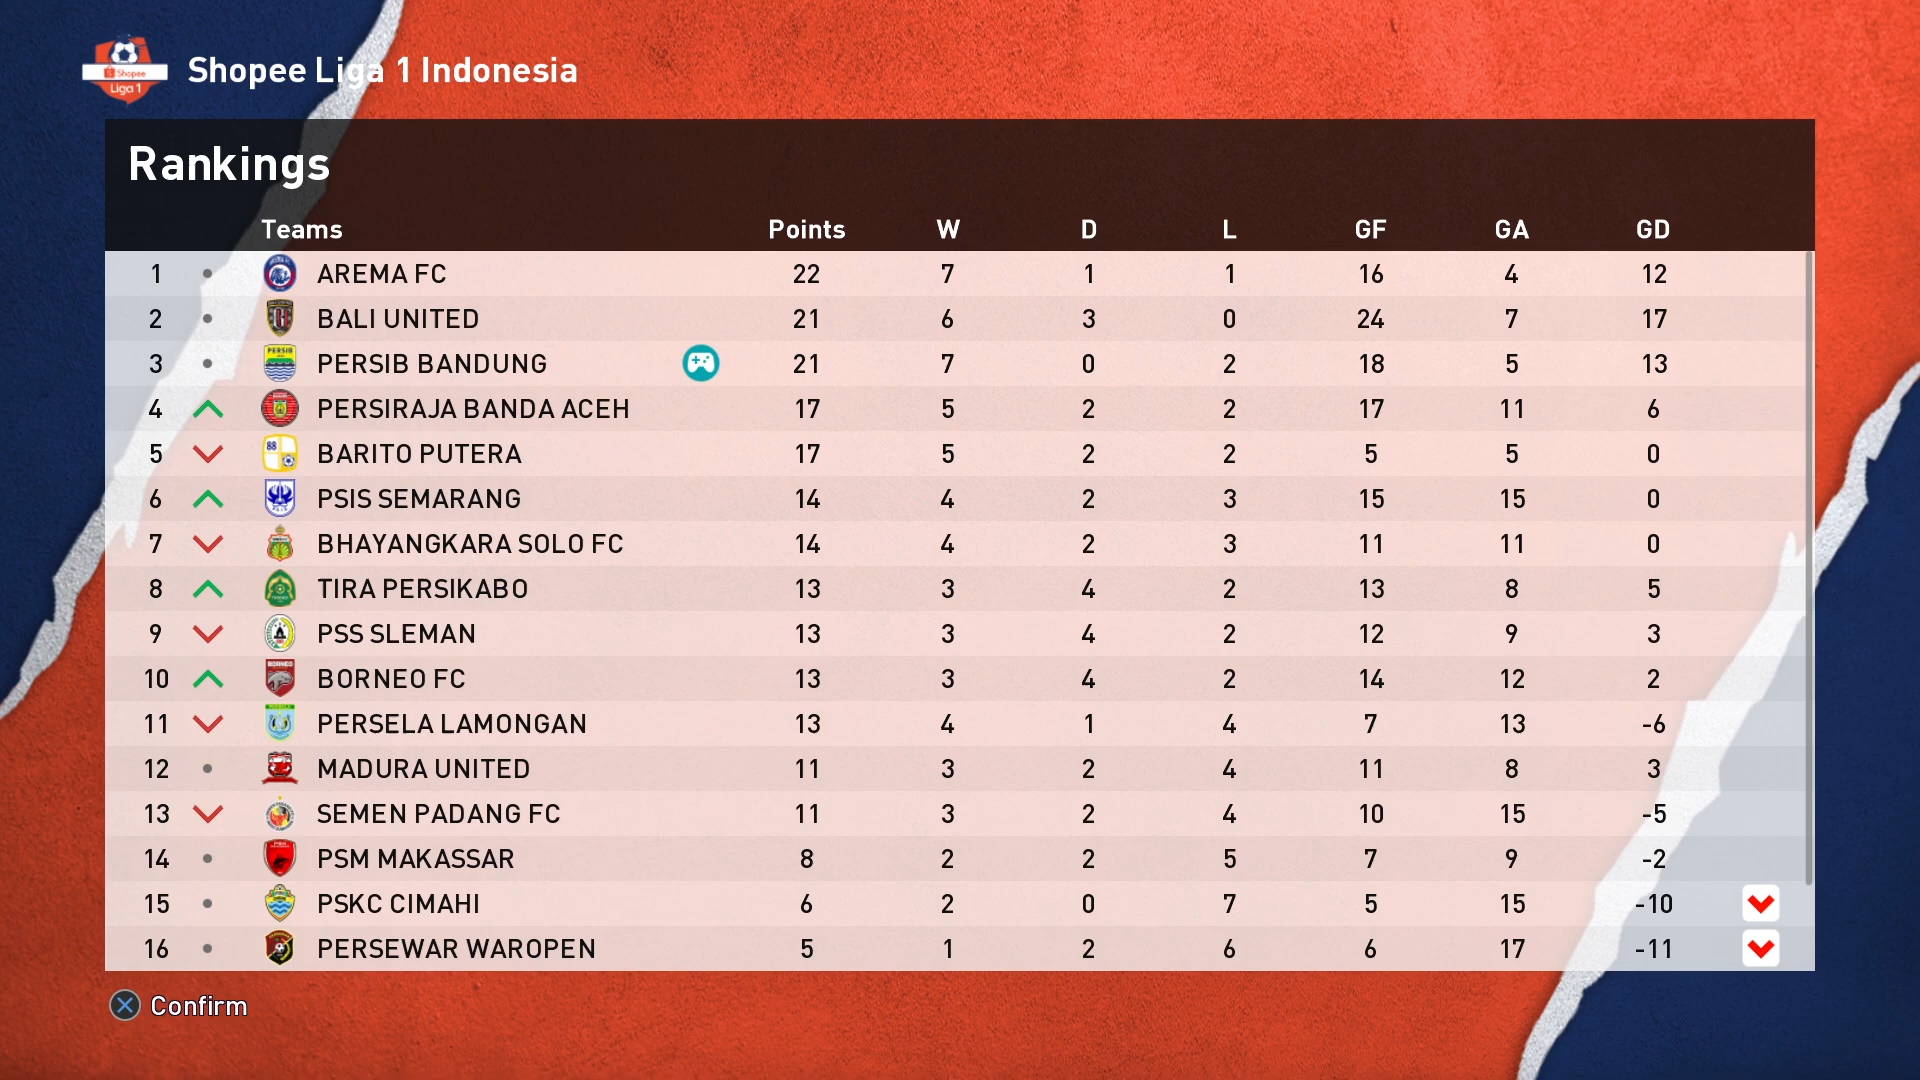 Shopee Liga 1 Indonesia
Shopee
Liga 1
Rankings
Teams Points W D L GF GA GD
1 AREMA FC 22 7 1 1 16 4 12
2 BALI UNITED 21 6 3 0 24 7 17
3 PERSIB BANDUNG 21 7 0 2 18 5 13
4 PERSIRAJA BANDA ACEH 17 5 2 2 17 11 6
5 BARITO PUTERA 17 5 2 2 5 5 0
6 PSIS SEMARANG 14 4 2 3 15 15 0
7 BHAYANGKARA SOLO FC 14 4 2 3 11 11 0
8 TIRA PERSIKABO 13 3 4 2 13 8 5
9 PSS SLEMAN 13 3 4 2 12 9 3
10 BORNEO FC 13 3 4 2 14 12 2
11 PERSELA LAMONGAN 13 4 1 4 7 13 -6
12 MADURA UNITED 11 3 2 4 11 8 3
13 SEMEN PADANG FC 11 3 2 4 10 15 -5
14 PSM MAKASSAR 8 2 2 5 7 9 -2
15 PSKC CIMAHI 6 2 0 7 5 15 -10
16 PERSEWAR WAROPEN 5 1 2 6 6 17 -11
Confirm